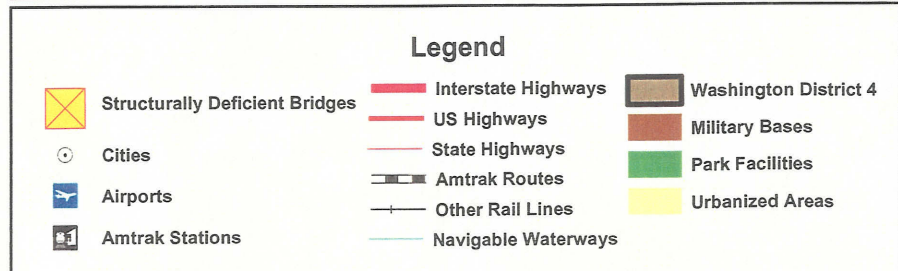 Legend
Structurally Deficient Bridges
Cities
Airports
Amtrak Stations
Interstate Highways
US Highways
State Highways
Amtrak Routes
Other Rail Lines
Navigable Waterways
Washington District 4
Military Bases
Park Facilities
Urbanized Areas